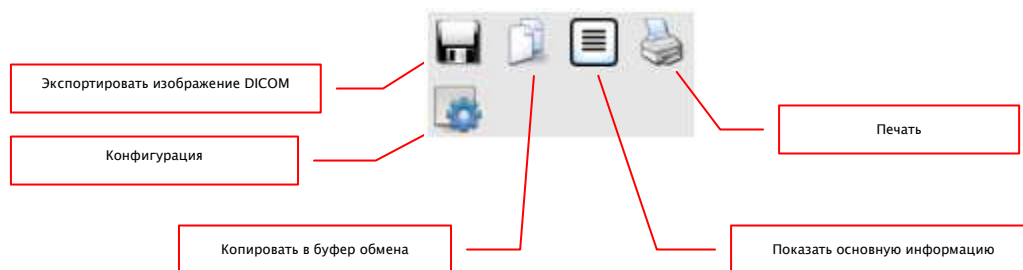 Экспортировать изображение DICOM
Печать
Конфигурация
Копировать в буфер обмена
Показать основную информацию